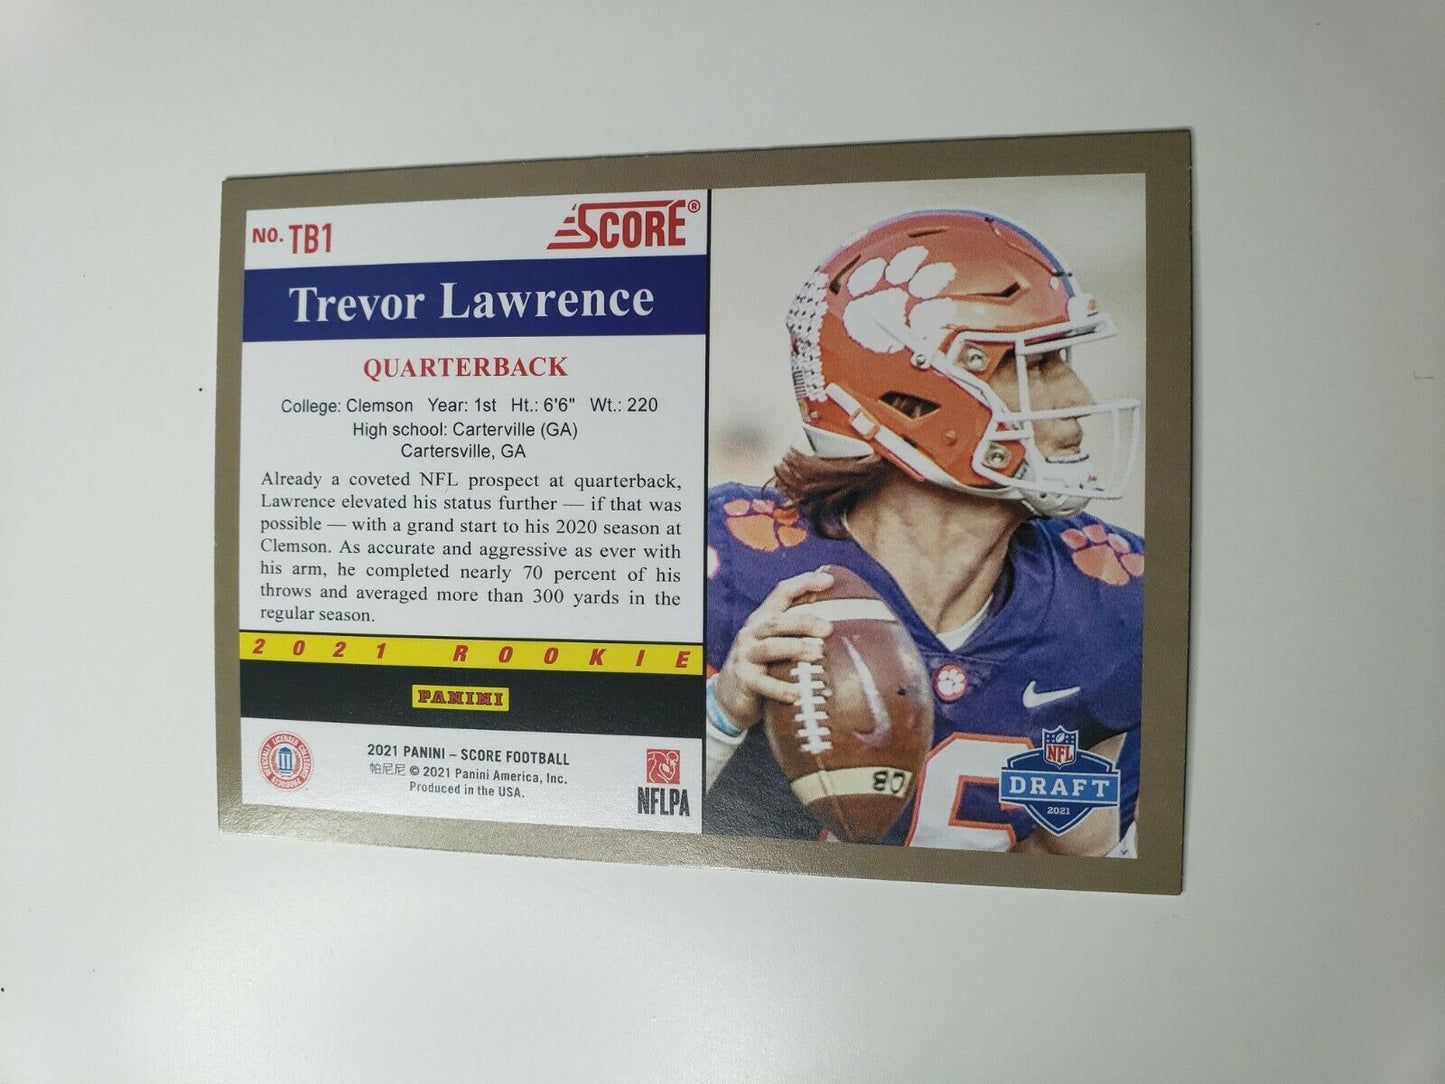 NO. TB1
SCORE®
Trevor Lawrence
QUARTERBACK
College: Clemson Year: 1st Ht.: 6'6" Wt.: 220
High school: Carterville (GA)
Cartersville, GA
Already a coveted NFL prospect at quarterback,
Lawrence elevated his status further — if that was
possible — with a grand start to his 2020 season at
Clemson. As accurate and aggressive as ever with
his arm, he completed nearly 70 percent of his
throws and averaged more than 300 yards in the
regular season.
2021 ROOKIE
PANINI
OFFICIALLY LICENSED COLLEGIATE PRODUCTS
2021 PANINI – SCORE FOOTBALL
帕尼尼 © 2021 Panini America, Inc.
Produced in the USA.
NFLPA
NFL
DRAFT
2021